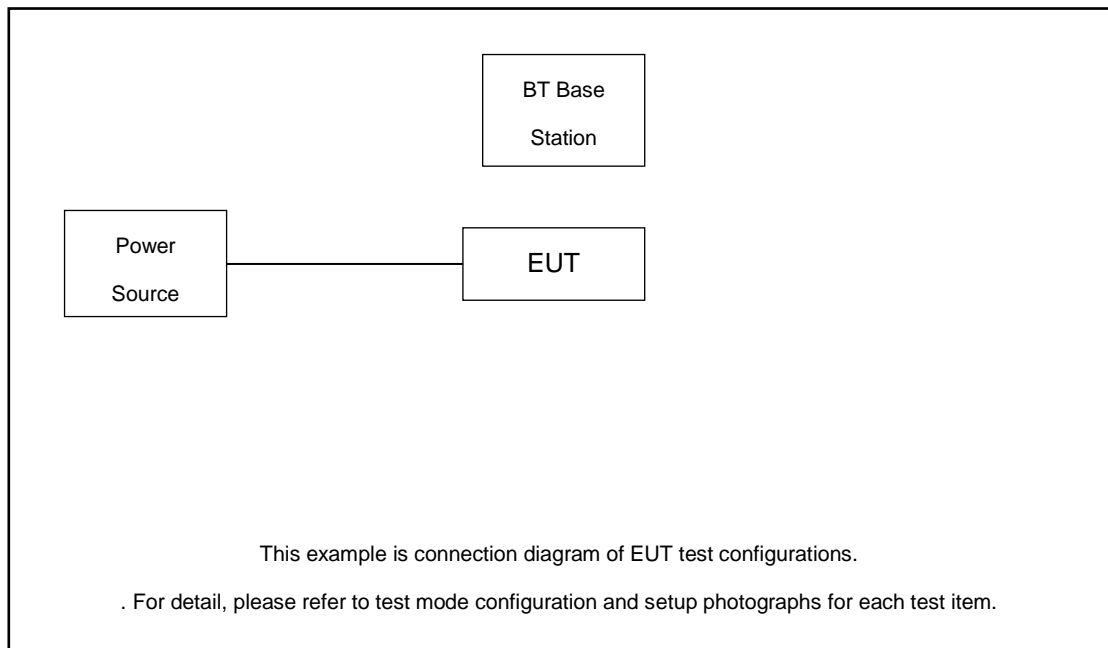 BT Base
Station
Power
Source
EUT
This example is connection diagram of EUT test configurations.
. For detail, please refer to test mode configuration and setup photographs for each test item.